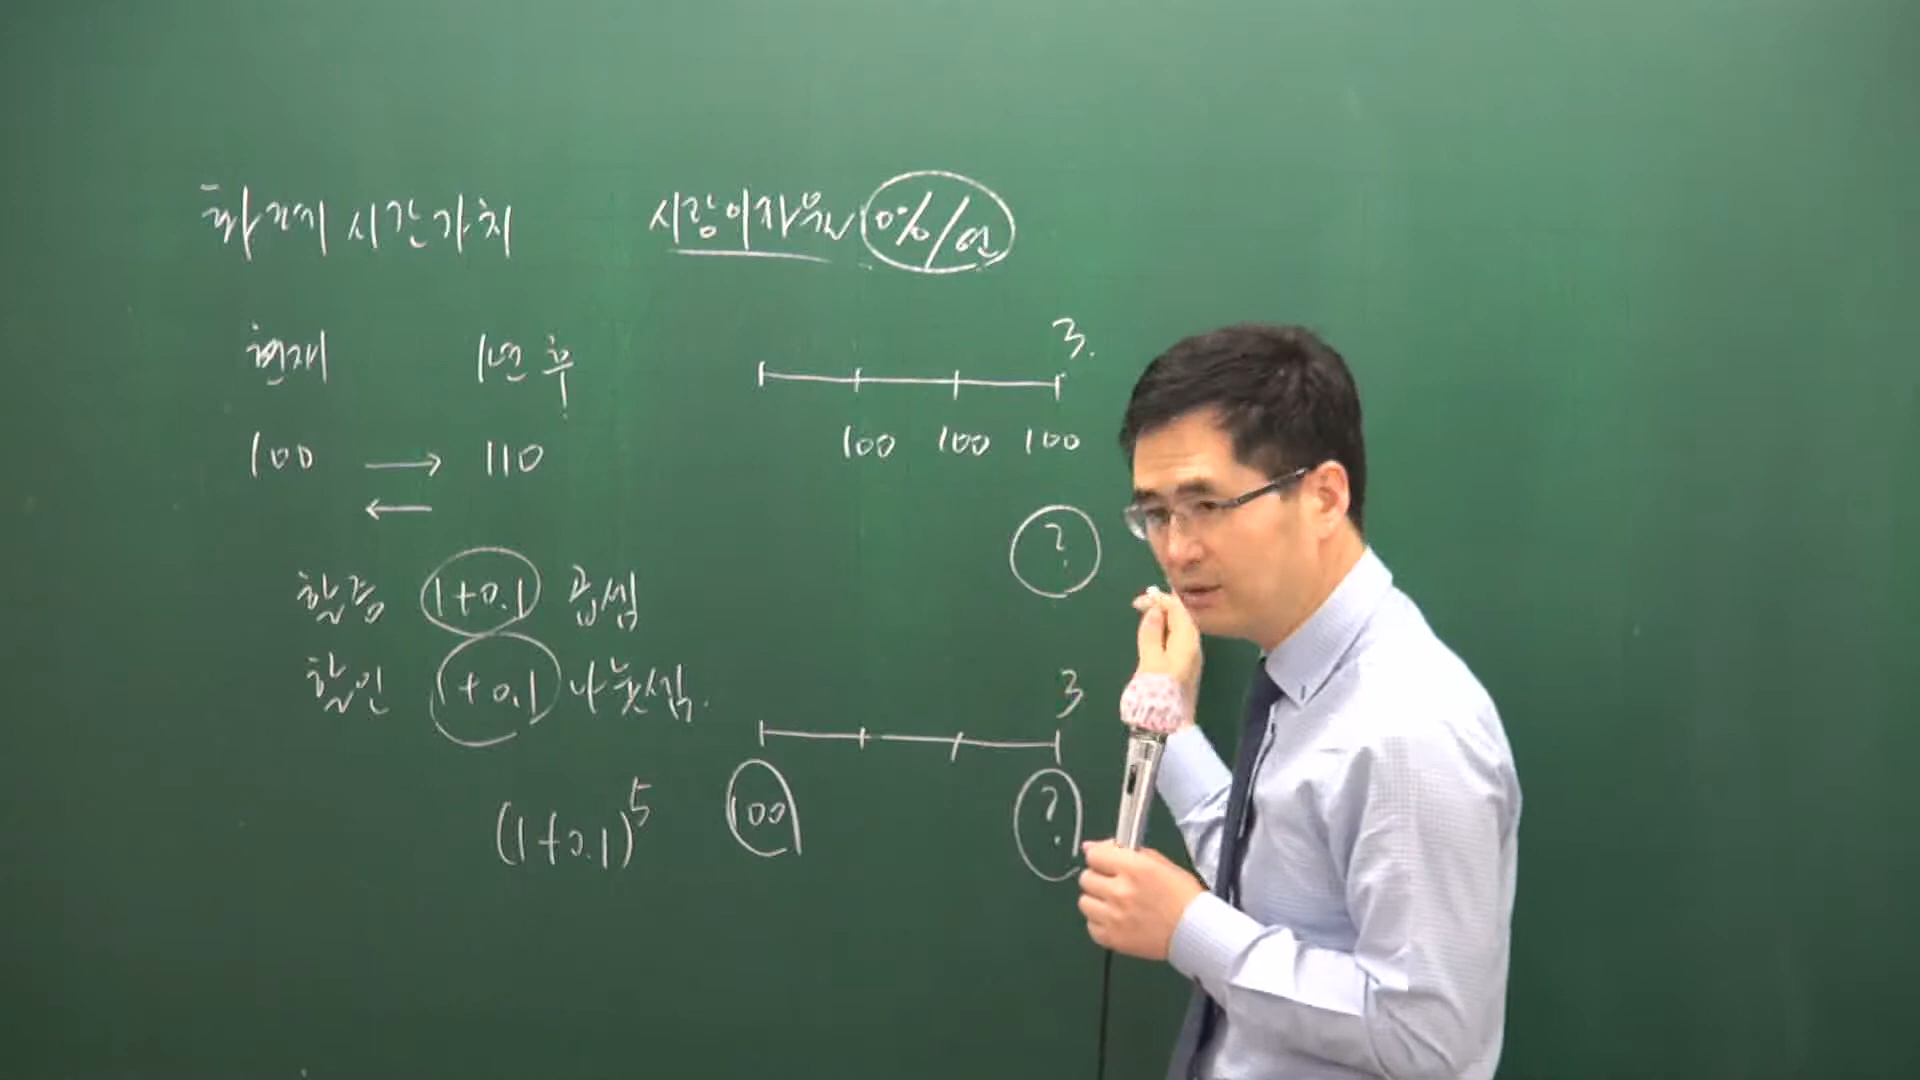 화폐의 시간가치
시장이자율 10%/연
현재 1년 후
100 → 110
←
할증 1+0.1 곱셈
할인 1+0.1 나눗셈.
(1+0.1)⁵
3.
100 100 100
?
3
100 ?